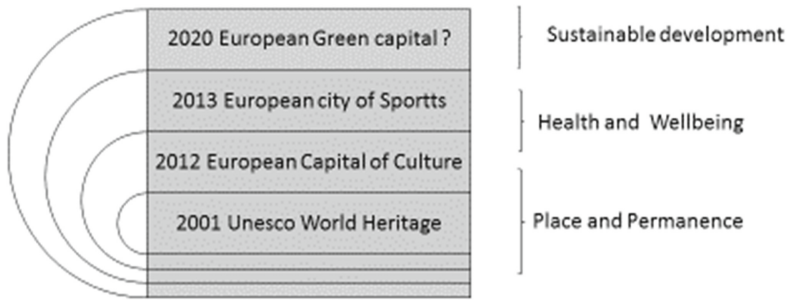 2020 European Green capital ?
Sustainable development
2013 European city of Sportts
Health and Wellbeing
2012 European Capital of Culture
2001 Unesco World Heritage
Place and Permanence